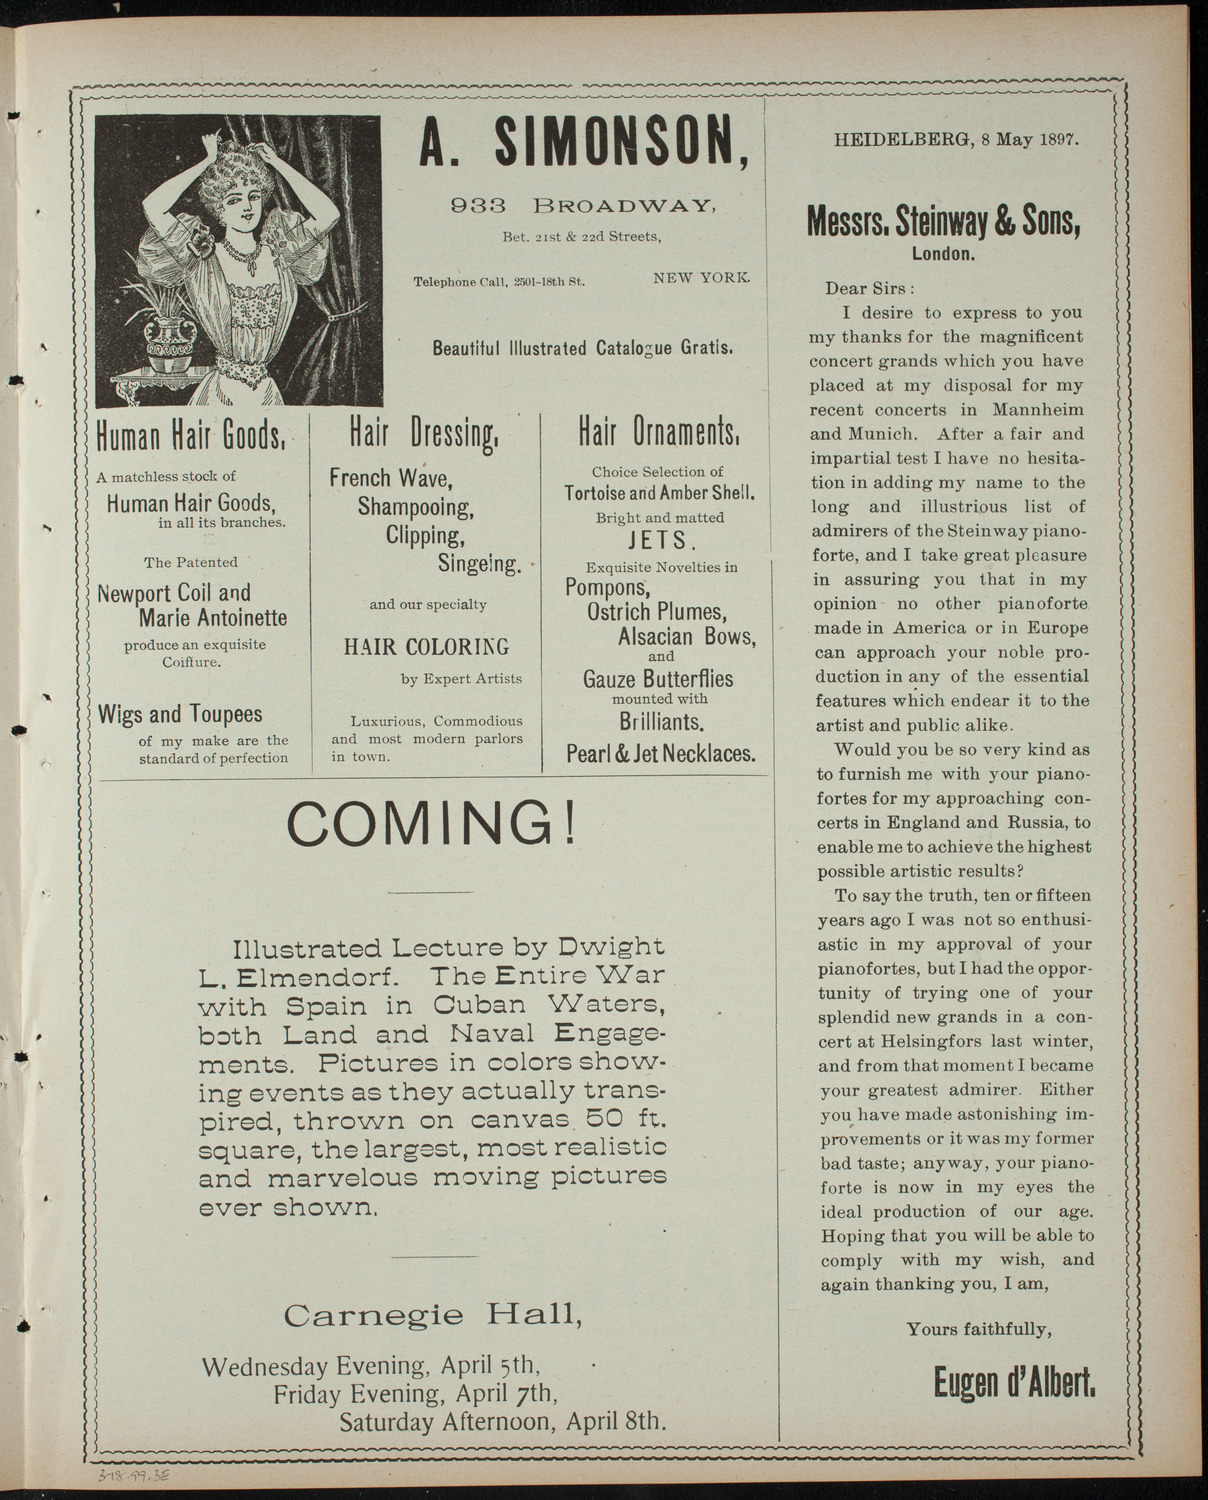 A. SIMONSON,
933 BROADWAY,
Bet. 21st & 22d Streets,
Telephone Call, 2501-18th St.
NEW YORK.
Beautiful Illustrated Catalogue Gratis.
Human Hair Goods,
A matchless stock of
Human Hair Goods,
in all its branches.
The Patented
Newport Coil and
Marie Antoinette
produce an exquisite
Coiffure.
Wigs and Toupees
of my make are the
standard of perfection
Hair Dressing,
French Wave,
Shampooing,
Clipping,
Singeing.
and our specialty
HAIR COLORING
by Expert Artists
Luxurious, Commodious
and most modern parlors
in town.
Hair Ornaments,
Choice Selection of
Tortoise and Amber Shell.
Bright and matted
JETS.
Exquisite Novelties in
Pompons,
Ostrich Plumes,
Alsacian Bows,
and
Gauze Butterflies
mounted with
Brilliants.
Pearl & Jet Necklaces.
COMING!
Illustrated Lecture by Dwight
L. Elmendorf. The Entire War
with Spain in Cuban Waters,
both Land and Naval Engage-
ments. Pictures in colors show-
ing events as they actually trans-
pired, thrown on canvas 50 ft.
square, the largest, most realistic
and marvelous moving pictures
ever shown.
Carnegie Hall,
Wednesday Evening, April 5th,
Friday Evening, April 7th,
Saturday Afternoon, April 8th.
HEIDELBERG, 8 May 1897.
Messrs. Steinway & Sons,
London.
Dear Sirs:
I desire to express to you
my thanks for the magnificent
concert grands which you have
placed at my disposal for my
recent concerts in Mannheim
and Munich. After a fair and
impartial test I have no hesita-
tion in adding my name to the
long and illustrious list of
admirers of the Steinway piano-
forte, and I take great pleasure
in assuring you that in my
opinion no other pianoforte
made in America or in Europe
can approach your noble pro-
duction in any of the essential
features which endear it to the
artist and public alike.
Would you be so very kind as
to furnish me with your piano-
fortes for my approaching con-
certs in England and Russia, to
enable me to achieve the highest
possible artistic results?
To say the truth, ten or fifteen
years ago I was not so enthusi-
astic in my approval of your
pianofortes, but I had the oppor-
tunity of trying one of your
splendid new grands in a con-
cert at Helsingfors last winter,
and from that moment I became
your greatest admirer. Either
you have made astonishing im-
provements or it was my former
bad taste; anyway, your piano-
forte is now in my eyes the
ideal production of our age.
Hoping that you will be able to
comply with my wish, and
again thanking you, I am,
Yours faithfully,
Eugen d'Albert.
3-18-99.3E